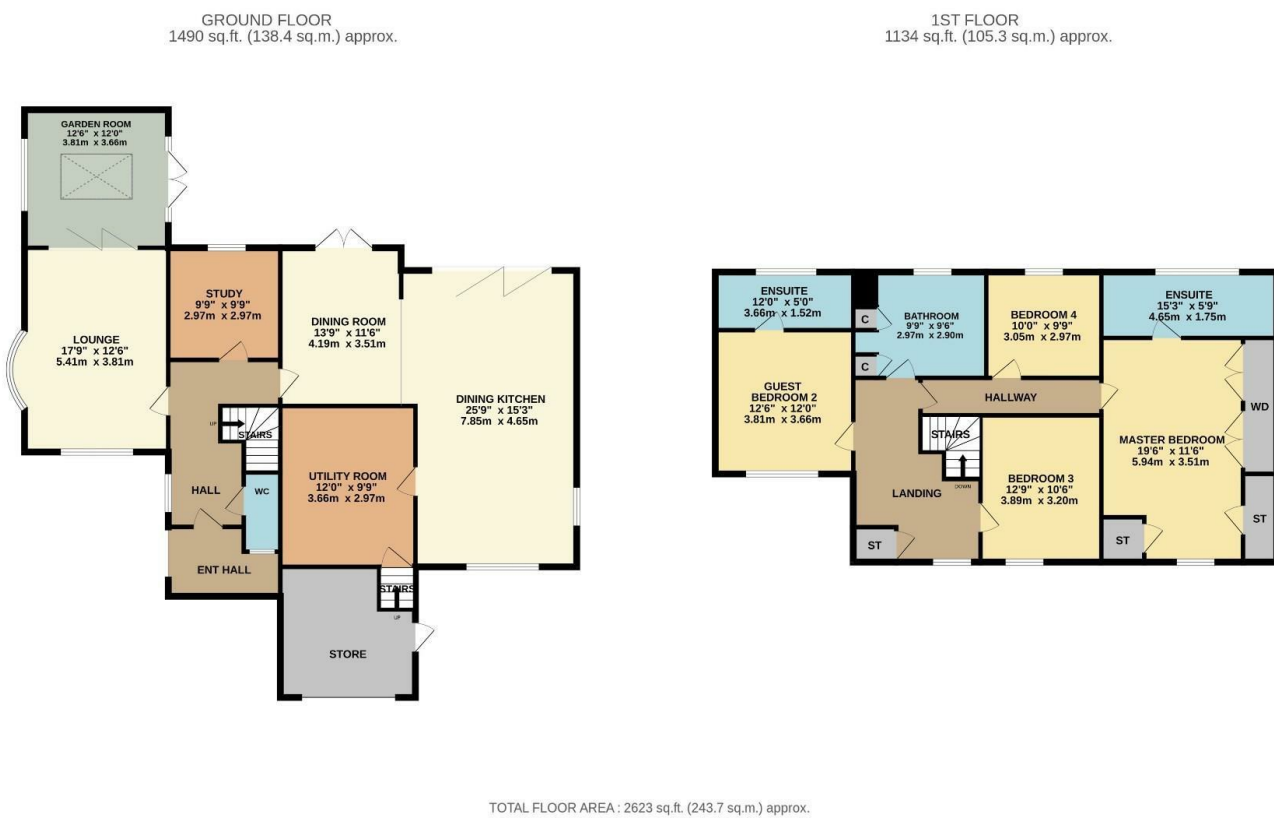 GROUND FLOOR
1490 sq.ft. (138.4 sq.m.) approx.
GARDEN ROOM
12'6" x 12'0"
3.81m x 3.66m
STUDY
9'9" x 9'9"
2.97m x 2.97m
LOUNGE
17'9" x 12'6"
5.41m x 3.81m
DINING ROOM
13'9" x 11'6"
4.19m x 3.51m
DINING KITCHEN
25'9" x 15'3"
7.85m x 4.65m
UP
STAIRS
UTILITY ROOM
12'0" x 9'9"
3.66m x 2.97m
HALL
WC
ENT HALL
STAIRS
UP
STORE
1ST FLOOR
1134 sq.ft. (105.3 sq.m.) approx.
ENSUITE
12'0" x 5'0"
3.66m x 1.52m
C
BATHROOM
9'9" x 9'6"
2.97m x 2.90m
C
BEDROOM 4
10'0" x 9'9"
3.05m x 2.97m
ENSUITE
15'3" x 5'9"
4.65m x 1.75m
GUEST
BEDROOM 2
12'6" x 12'0"
3.81m x 3.66m
HALLWAY
WD
STAIRS
MASTER BEDROOM
19'6" x 11'6"
5.94m x 3.51m
DOWN
LANDING
BEDROOM 3
12'9" x 10'6"
3.89m x 3.20m
ST
ST
ST
TOTAL FLOOR AREA : 2623 sq.ft. (243.7 sq.m.) approx.